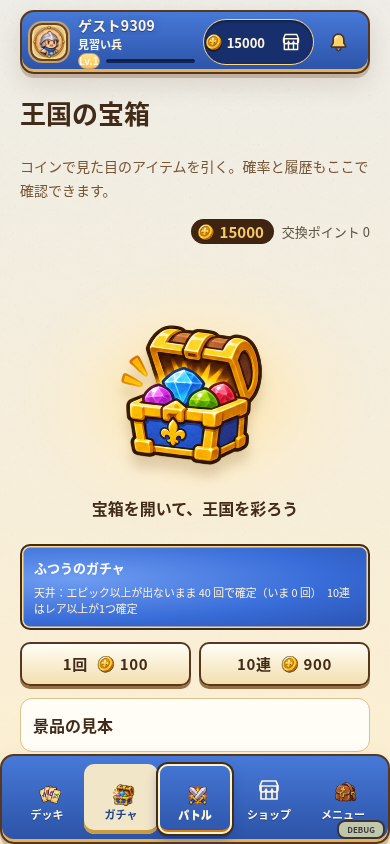 ゲスト9309
見習い兵
Lv.1
15000
王国の宝箱
コインで見た目のアイテムを引く。確率と履歴もここで
確認できます。
15000 交換ポイント 0
宝箱を開いて、王国を彩ろう
ふつうのガチャ
天井：エピック以上が出ないまま 40 回で確定（いま 0 回） 10連
はレア以上が1つ確定
1回 100
10連 900
景品の見本
デッキ ガチャ バトル ショップ メニュー
DEBUG